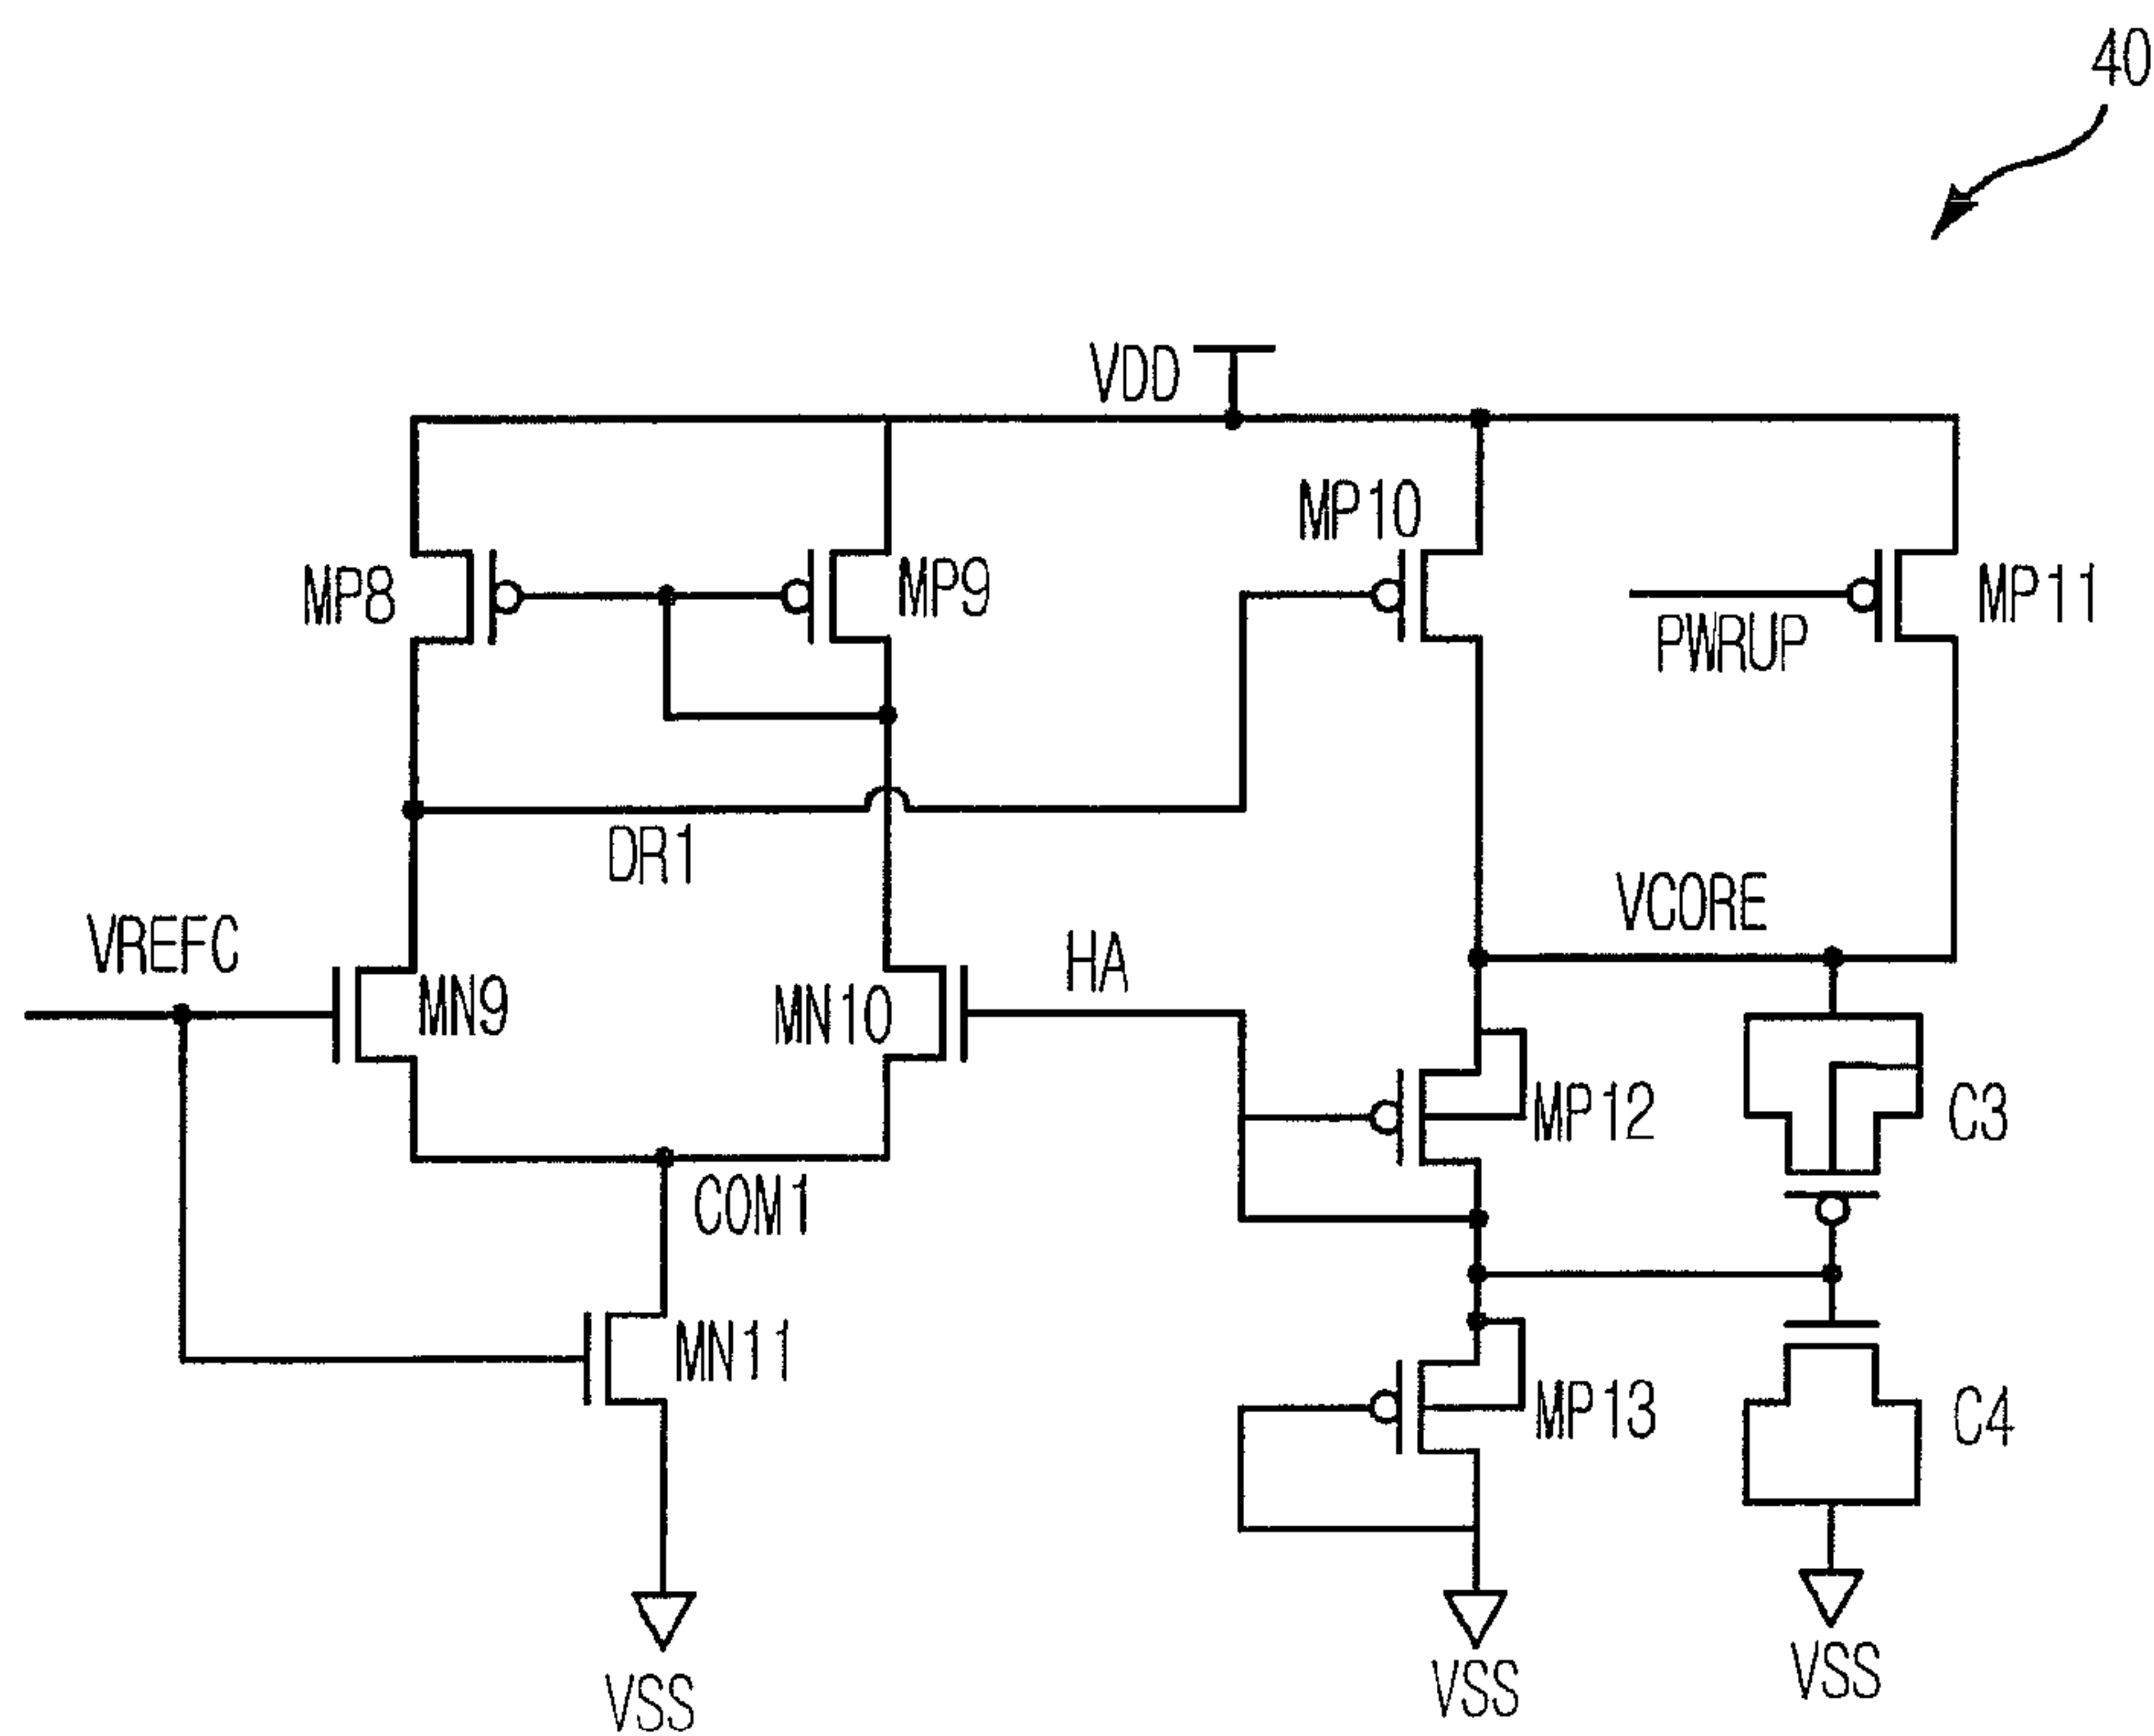 40
VDD
MP10
MP8
MP9
MP11
PWRUP
DR1
VCORE
VREFC
HA
MN9
MN10
MP12
C3
COM1
MN11
MP13
C4
VSS
VSS
VSS